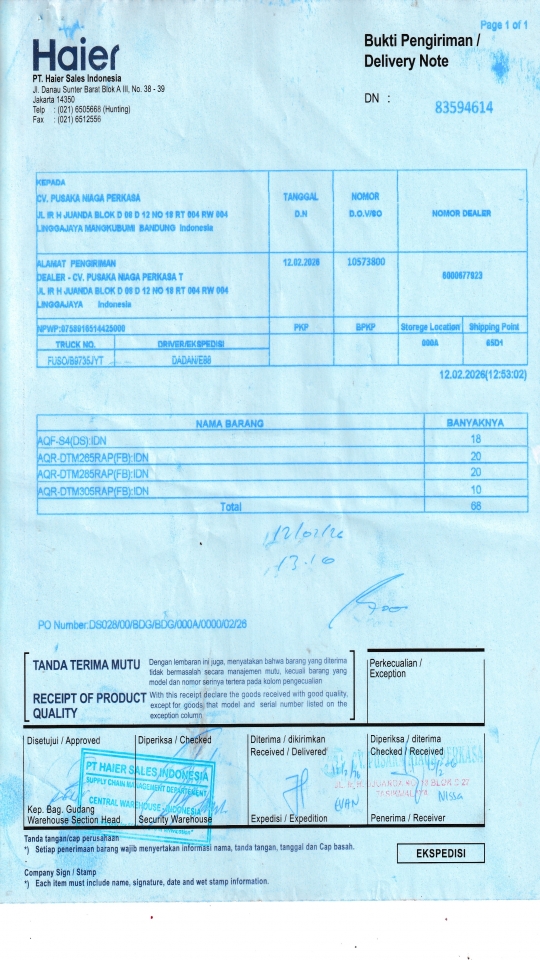 Page 1 of 1
Haier
Bukti Pengiriman /
Delivery Note
PT. Haier Sales Indonesia
Jl. Danau Sunter Barat Blok A III, No. 38 - 39
Jakarta 14350
Telp : (021) 6505668 (Hunting)
Fax : (021) 6512556
DN : 83594614
KEPADA
CV. PUSAKA NIAGA PERKASA
JL IR H JUANDA BLOK D 08 D 12 NO 18 RT 004 RW 004
LINGGAJAYA MANGKUBUMI BANDUNG Indonesia
TANGGAL
D.N
NOMOR
D.O./SO
NOMOR DEALER
ALAMAT PENGIRIMAN
DEALER - CV. PUSAKA NIAGA PERKASA T
JL IR H JUANDA BLOK D 08 D 12 NO 18 RT 004 RW 004
LINGGAJAYA Indonesia
12.02.2026
10573800
PKP
BPKP
Storege Location
Shipping Point
TRUCK NO.
DRIVER/EKSPEDISI
000A
FUSO/B9735JYT
12.02.2026(12:53:02)
NAMA BARANG BANYAKNYA
AQF-S4(DS):IDN 18
AQR-DTM265RAP(FB):IDN 20
AQR-DTM285RAP(FB):IDN 20
AQR-DTM305RAP(FB):IDN 10
Total 68
12/02/26
13.10
PO Number:DS028/00/BDG/BDG/000A/0000/02/26
TANDA TERIMA MUTU
Dengan lembaran ini juga, menyatakan bahwa barang yang diterima
tidak bermasalah secara manajemen mutu, kecuali barang yang
model dan nomor serinya tertera pada kolom pengecualian
RECEIPT OF PRODUCT
QUALITY
With this receipt declare the goods received with good quality,
except for goods that model and serial number listed on the
exception column
Perkecualian /
Exception
Disetujui / Approved
Diperiksa / Checked
Diterima / dikirimkan
Received / Delivered
Diperiksa / diterima
Checked / Received
PT HAIER SALES INDONESIA
SUPPLY CHAIN MANAGEMENT DEPARTEMENT
CENTRAL WAREHOUSE - INDONESIA
CV. PUSAKA NIAGA PERKASA
EVAN
NISSA
Kep. Bag. Gudang
Warehouse Section Head
Security Warehouse
Expedisi / Expedition
Penerima / Receiver
Tanda tangan/cap perusahaan
*) Setiap penerimaan barang wajib menyertakan informasi nama, tanda tangan, tanggal dan Cap basah.
EKSPEDISI
Company Sign / Stamp
*) Each item must include name, signature, date and wet stamp information.